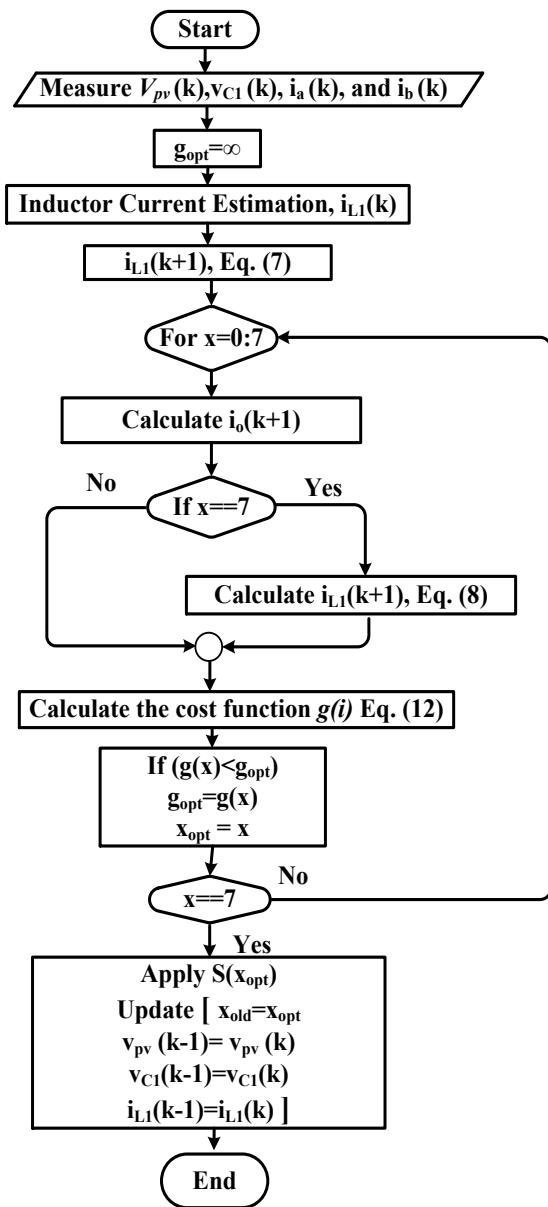 Start
Measure V_pv(k),v_C1(k), i_a(k), and i_b(k)
g_opt=∞
Inductor Current Estimation, i_L1(k)
i_L1(k+1), Eq. (7)
For x=0:7
Calculate i_o(k+1)
No
Yes
If x==7
Calculate i_L1(k+1), Eq. (8)
Calculate the cost function g(i) Eq. (12)
If (g(x)<g_opt)
g_opt=g(x)
x_opt = x
No
x==7
Yes
Apply S(x_opt)
Update [ x_old=x_opt
v_pv (k-1)= v_pv (k)
v_C1(k-1)=v_C1(k)
i_L1(k-1)=i_L1(k) ]
End